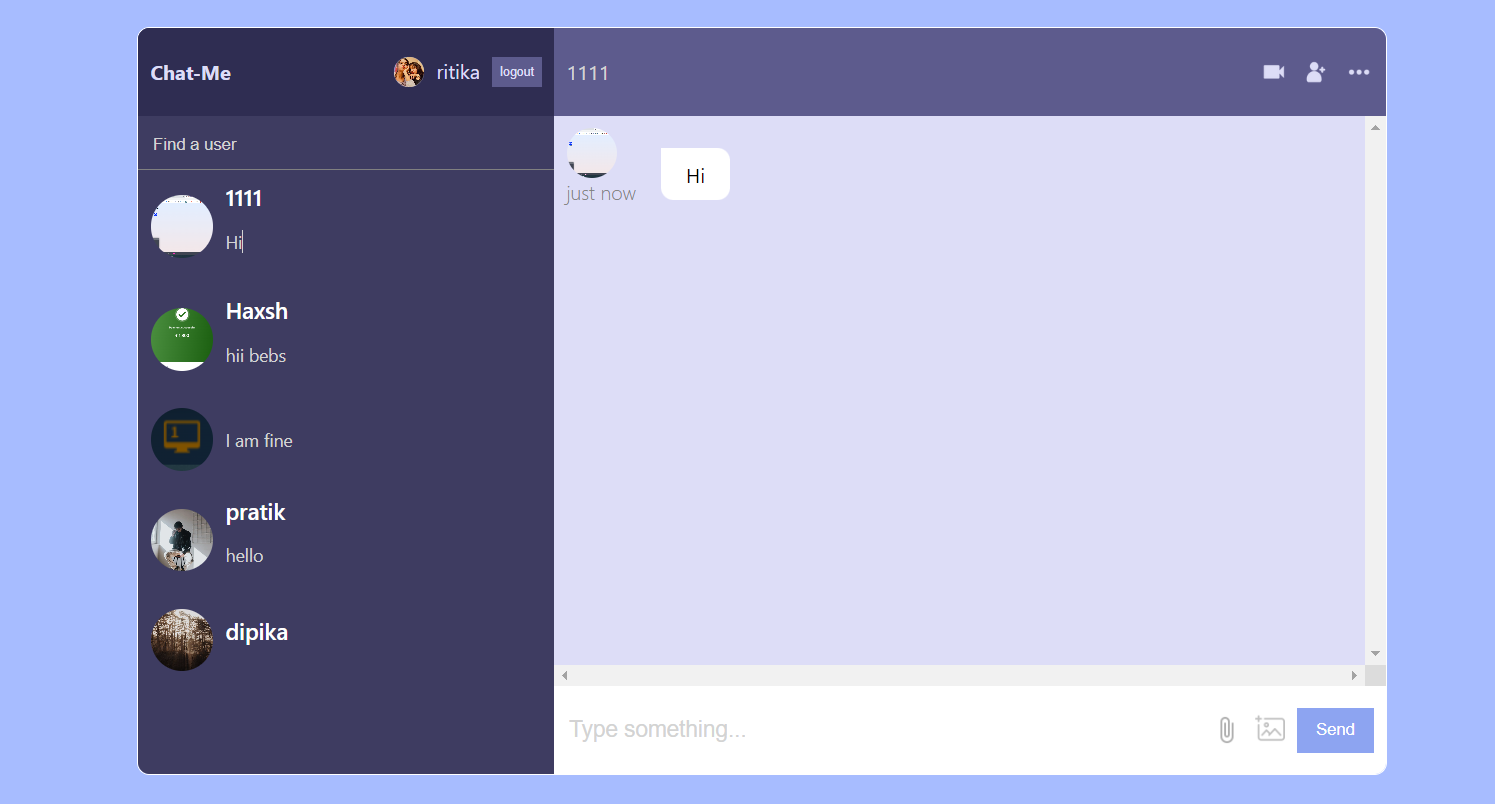 Chat-Me
ritika
logout
1111
Find a user
1111
Hi
Haxsh
hii bebs
I am fine
pratik
hello
dipika
Hi
just now
Type something...
Send